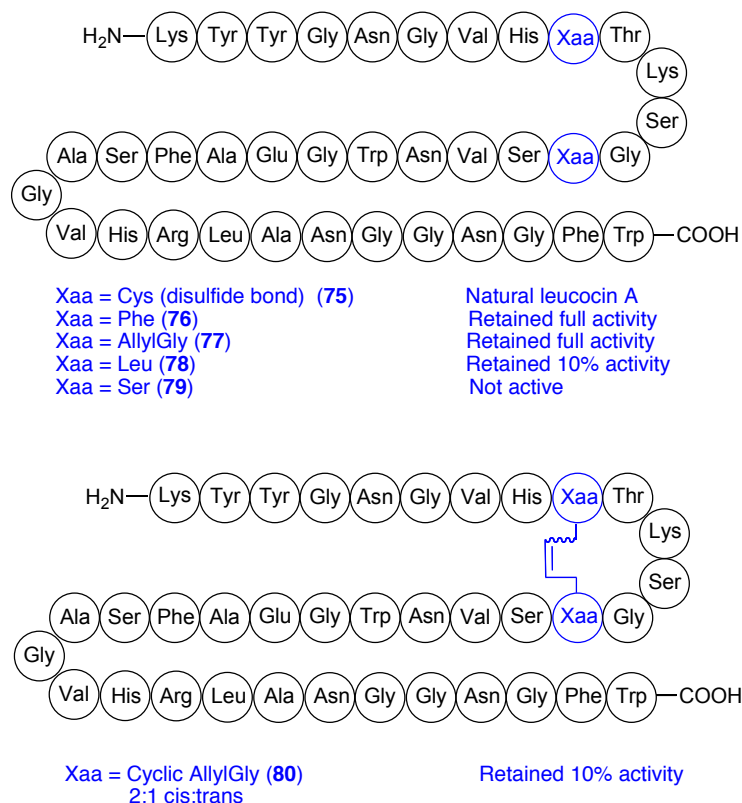 H₂N—Lys Tyr Tyr Gly Asn Gly Val His Xaa Thr
Lys
Ser
Ala Ser Phe Ala Glu Gly Trp Asn Val Ser Xaa Gly
Gly
Val His Arg Leu Ala Asn Gly Gly Asn Gly Phe Trp—COOH
Xaa = Cys (disulfide bond) (75) Natural leucocin A
Xaa = Phe (76) Retained full activity
Xaa = AllylGly (77) Retained full activity
Xaa = Leu (78) Retained 10% activity
Xaa = Ser (79) Not active
H₂N—Lys Tyr Tyr Gly Asn Gly Val His Xaa Thr
Lys
Ser
Ala Ser Phe Ala Glu Gly Trp Asn Val Ser Xaa Gly
Gly
Val His Arg Leu Ala Asn Gly Gly Asn Gly Phe Trp—COOH
Xaa = Cyclic AllylGly (80) Retained 10% activity
2:1 cis:trans